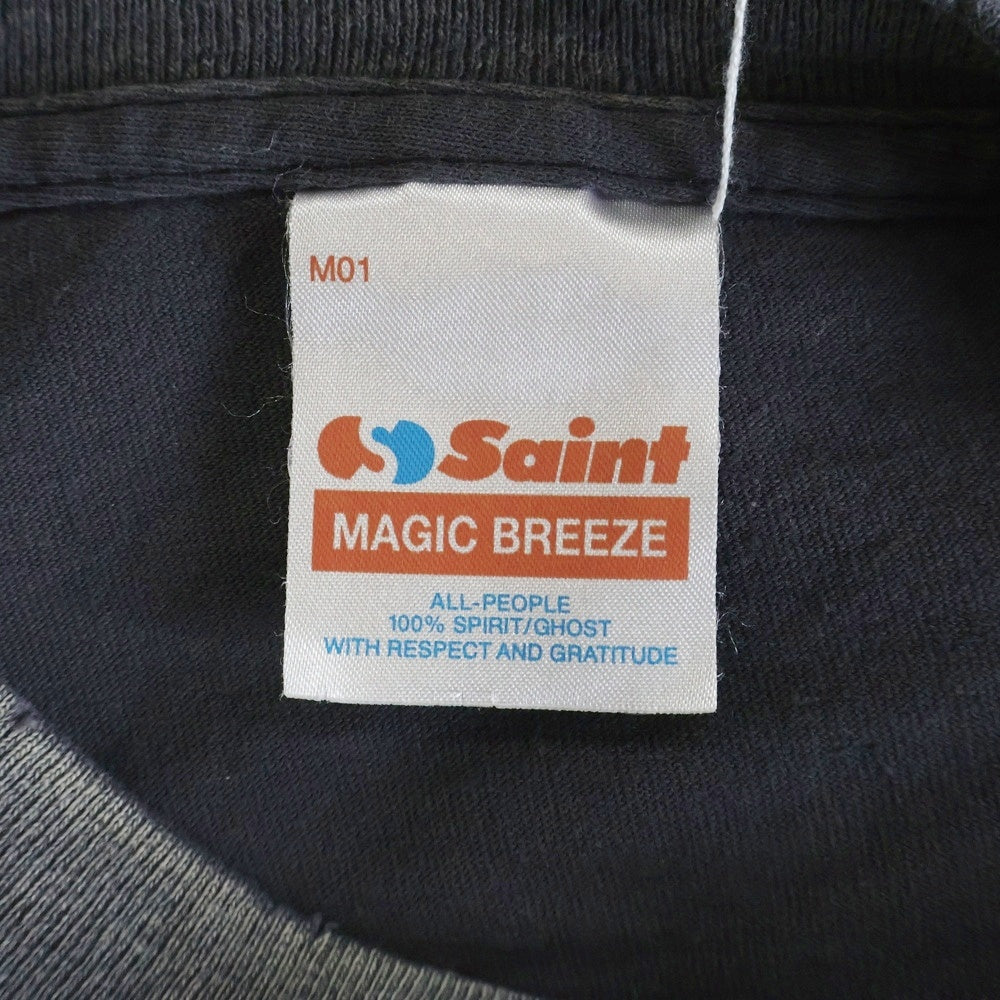 M01
Saint
MAGIC BREEZE
ALL-PEOPLE
100% SPIRIT/GHOST
WITH RESPECT AND GRATITUDE